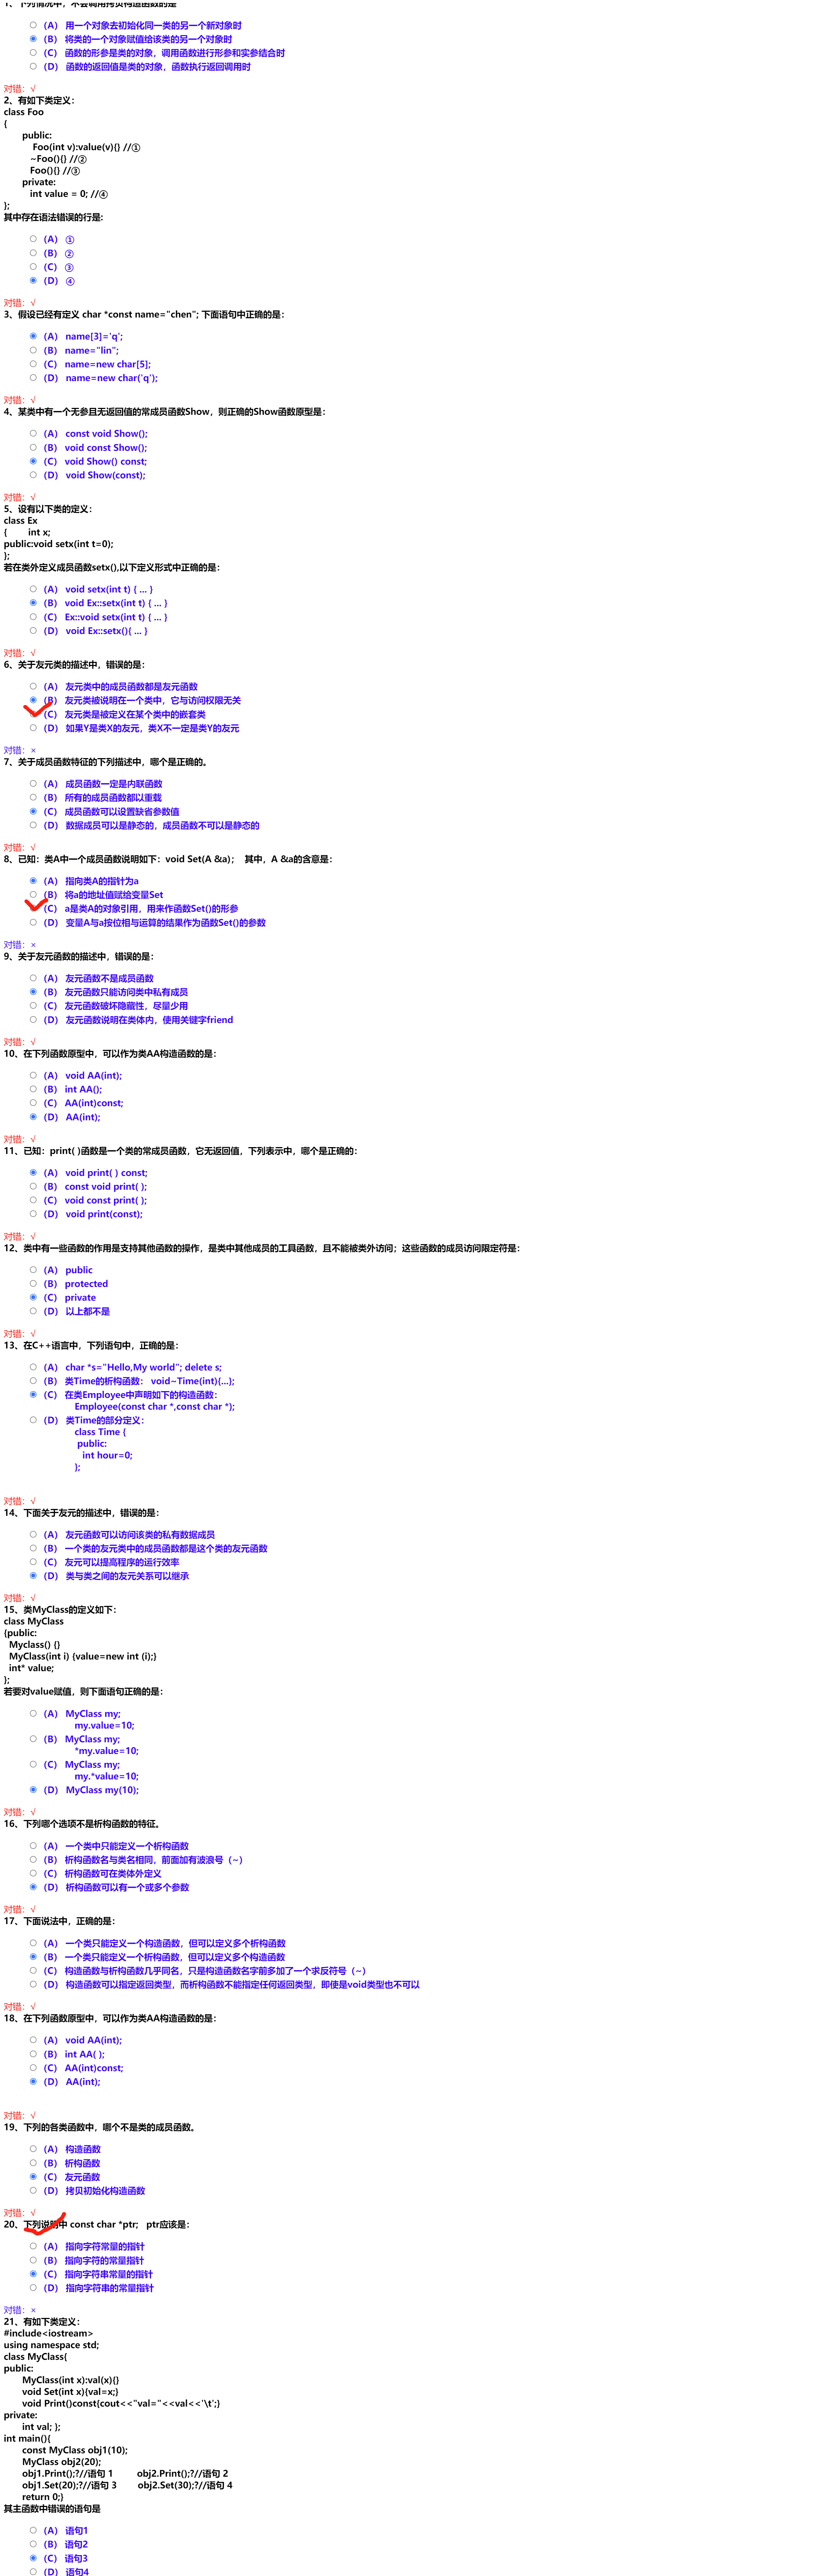 1、下列情况中，不会调用拷贝构造函数的是
(A) 用一个对象去初始化同一类的另一个新对象时
(B) 将类的一个对象赋值给该类的另一个对象时
(C) 函数的形参是类的对象，调用函数进行形参和实参结合时
(D) 函数的返回值是类的对象，函数执行返回调用时
对错：√
2、有如下类定义：
class Foo
{
public:
Foo(int v):value(v){} //①
~Foo(){} //②
Foo(){} //③
private:
int value = 0; //④
};
其中存在语法错误的行是:
(A) ①
(B) ②
(C) ③
(D) ④
对错：√
3、假设已经有定义 char *const name="chen"; 下面语句中正确的是：
(A) name[3]='q';
(B) name="lin";
(C) name=new char[5];
(D) name=new char('q');
对错：√
4、某类中有一个无参且无返回值的常成员函数Show，则正确的Show函数原型是：
(A) const void Show();
(B) void const Show();
(C) void Show() const;
(D) void Show(const);
对错：√
5、设有以下类的定义：
class Ex
{ int x;
public:void setx(int t=0);
};
若在类外定义成员函数setx(),以下定义形式中正确的是：
(A) void setx(int t) { ... }
(B) void Ex::setx(int t) { ... }
(C) Ex::void setx(int t) { ... }
(D) void Ex::setx(){ ... }
对错：√
6、关于友元类的描述中，错误的是：
(A) 友元类中的成员函数都是友元函数
(B) 友元类被说明在一个类中，它与访问权限无关
(C) 友元类是被定义在某个类中的嵌套类
(D) 如果Y是类X的友元，类X不一定是类Y的友元
对错：×
7、关于成员函数特征的下列描述中，哪个是正确的。
(A) 成员函数一定是内联函数
(B) 所有的成员函数都以重载
(C) 成员函数可以设置缺省参数值
(D) 数据成员可以是静态的，成员函数不可以是静态的
对错：√
8、已知：类A中一个成员函数说明如下：void Set(A &a)； 其中，A &a的含意是：
(A) 指向类A的指针为a
(B) 将a的地址值赋给变量Set
(C) a是类A的对象引用，用来作函数Set()的形参
(D) 变量A与a按位相与运算的结果作为函数Set()的参数
对错：×
9、关于友元函数的描述中，错误的是：
(A) 友元函数不是成员函数
(B) 友元函数只能访问类中私有成员
(C) 友元函数破坏隐藏性，尽量少用
(D) 友元函数说明在类体内，使用关键字friend
对错：√
10、在下列函数原型中，可以作为类AA构造函数的是：
(A) void AA(int);
(B) int AA();
(C) AA(int)const;
(D) AA(int);
对错：√
11、已知：print( )函数是一个类的常成员函数，它无返回值，下列表示中，哪个是正确的：
(A) void print( ) const;
(B) const void print( );
(C) void const print( );
(D) void print(const);
对错：√
12、类中有一些函数的作用是支持其他函数的操作，是类中其他成员的工具函数，且不能被类外访问；这些函数的成员访问限定符是：
(A) public
(B) protected
(C) private
(D) 以上都不是
对错：√
13、在C++语言中，下列语句中，正确的是：
(A) char *s="Hello,My world"; delete s;
(B) 类Time的析构函数： void~Time(int){...};
(C) 在类Employee中声明如下的构造函数：
Employee(const char *,const char *);
(D) 类Time的部分定义：
class Time {
public:
int hour=0;
};
对错：√
14、下面关于友元的描述中，错误的是：
(A) 友元函数可以访问该类的私有数据成员
(B) 一个类的友元类中的成员函数都是这个类的友元函数
(C) 友元可以提高程序的运行效率
(D) 类与类之间的友元关系可以继承
对错：√
15、类MyClass的定义如下：
class MyClass
{public:
Myclass() {}
MyClass(int i) {value=new int (i);}
int* value;
};
若要对value赋值，则下面语句正确的是：
(A) MyClass my;
my.value=10;
(B) MyClass my;
*my.value=10;
(C) MyClass my;
my.*value=10;
(D) MyClass my(10);
对错：√
16、下列哪个选项不是析构函数的特征。
(A) 一个类中只能定义一个析构函数
(B) 析构函数名与类名相同，前面加有波浪号（~）
(C) 析构函数可在类体外定义
(D) 析构函数可以有一个或多个参数
对错：√
17、下面说法中，正确的是：
(A) 一个类只能定义一个构造函数，但可以定义多个析构函数
(B) 一个类只能定义一个析构函数，但可以定义多个构造函数
(C) 构造函数与析构函数几乎同名，只是构造函数名字前多加了一个求反符号（~）
(D) 构造函数可以指定返回类型，而析构函数不能指定任何返回类型，即使是void类型也不可以
对错：√
18、在下列函数原型中，可以作为类AA构造函数的是：
(A) void AA(int);
(B) int AA( );
(C) AA(int)const;
(D) AA(int);
对错：√
19、下列的各类函数中，哪个不是类的成员函数。
(A) 构造函数
(B) 析构函数
(C) 友元函数
(D) 拷贝初始化构造函数
对错：√
20、下列说明中 const char *ptr; ptr应该是：
(A) 指向字符常量的指针
(B) 指向字符的常量指针
(C) 指向字符串常量的指针
(D) 指向字符串的常量指针
对错：×
21、有如下类定义：
#include<iostream>
using namespace std;
class MyClass{
public:
MyClass(int x):val(x){}
void Set(int x){val=x;}
void Print()const{cout<<"val="<<val<<'\t';}
private:
int val; };
int main(){
const MyClass obj1(10);
MyClass obj2(20);
obj1.Print();?//语句 1 obj2.Print();?//语句 2
obj1.Set(20);?//语句 3 obj2.Set(30);?//语句 4
return 0;}
其主函数中错误的语句是
(A) 语句1
(B) 语句2
(C) 语句3
(D) 语句4